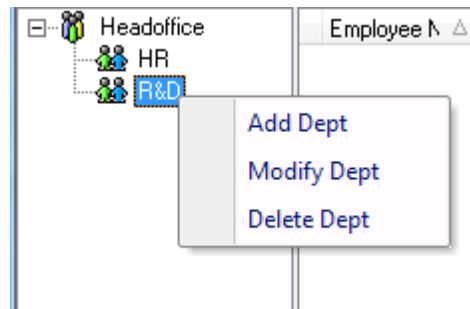 Headoffice
HR
R&D
Employee N
Add Dept
Modify Dept
Delete Dept